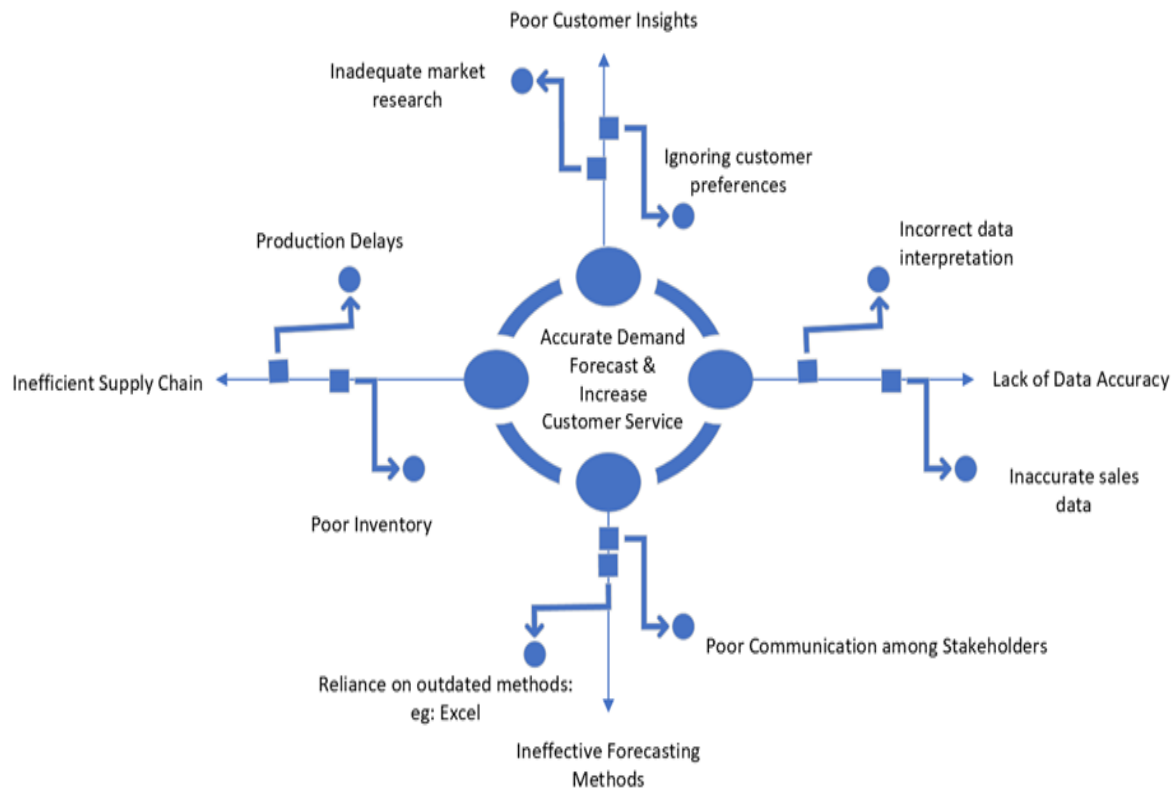 Poor Customer Insights
Inadequate market
research
Ignoring customer
preferences
Production Delays
Incorrect data
interpretation
Accurate Demand
Forecast &
Increase
Customer Service
Inefficient Supply Chain
Lack of Data Accuracy
Poor Inventory
Inaccurate sales
data
Poor Communication among Stakeholders
Reliance on outdated methods:
eg: Excel
Ineffective Forecasting
Methods